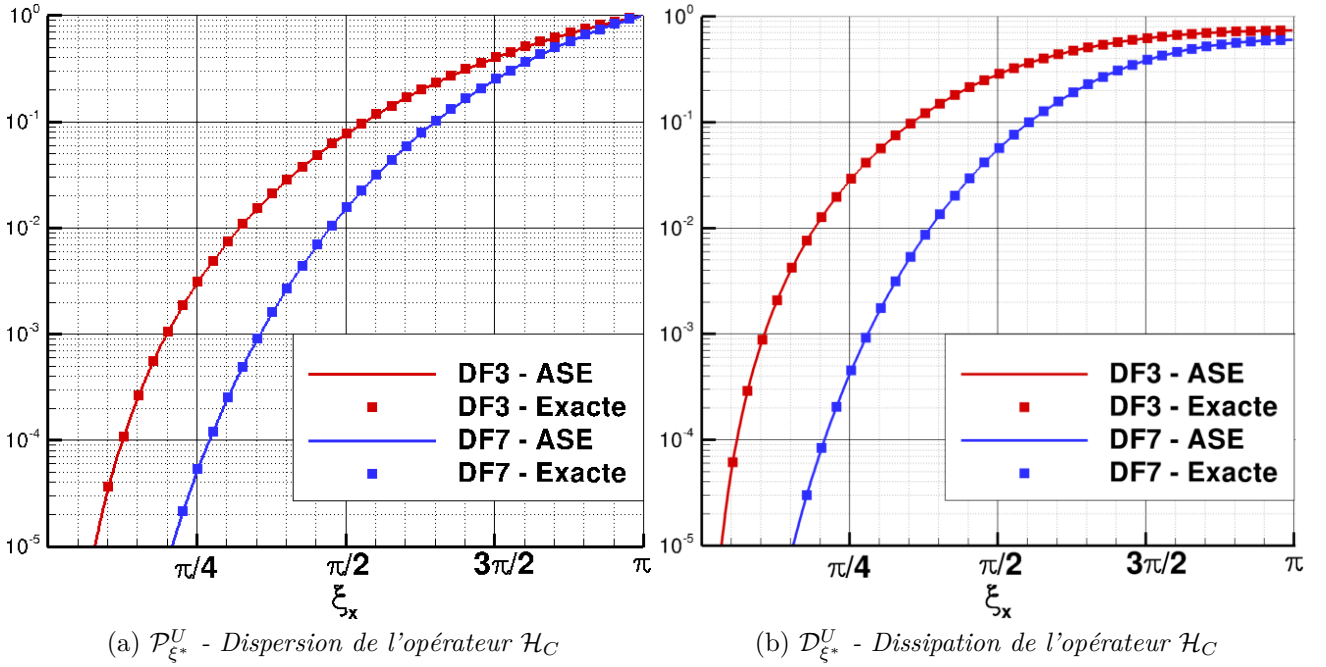 10^0
10^-1
10^-2
10^-3
10^-4
10^-5
DF3 - ASE
DF3 - Exacte
DF7 - ASE
DF7 - Exacte
π/4 π/2 3π/2 π
ξ_x
(a) 𝒫^U_ξ* - Dispersion de l'opérateur ℋ_C
10^0
10^-1
10^-2
10^-3
10^-4
10^-5
DF3 - ASE
DF3 - Exacte
DF7 - ASE
DF7 - Exacte
π/4 π/2 3π/2 π
ξ_x
(b) 𝒟^U_ξ* - Dissipation de l'opérateur ℋ_C